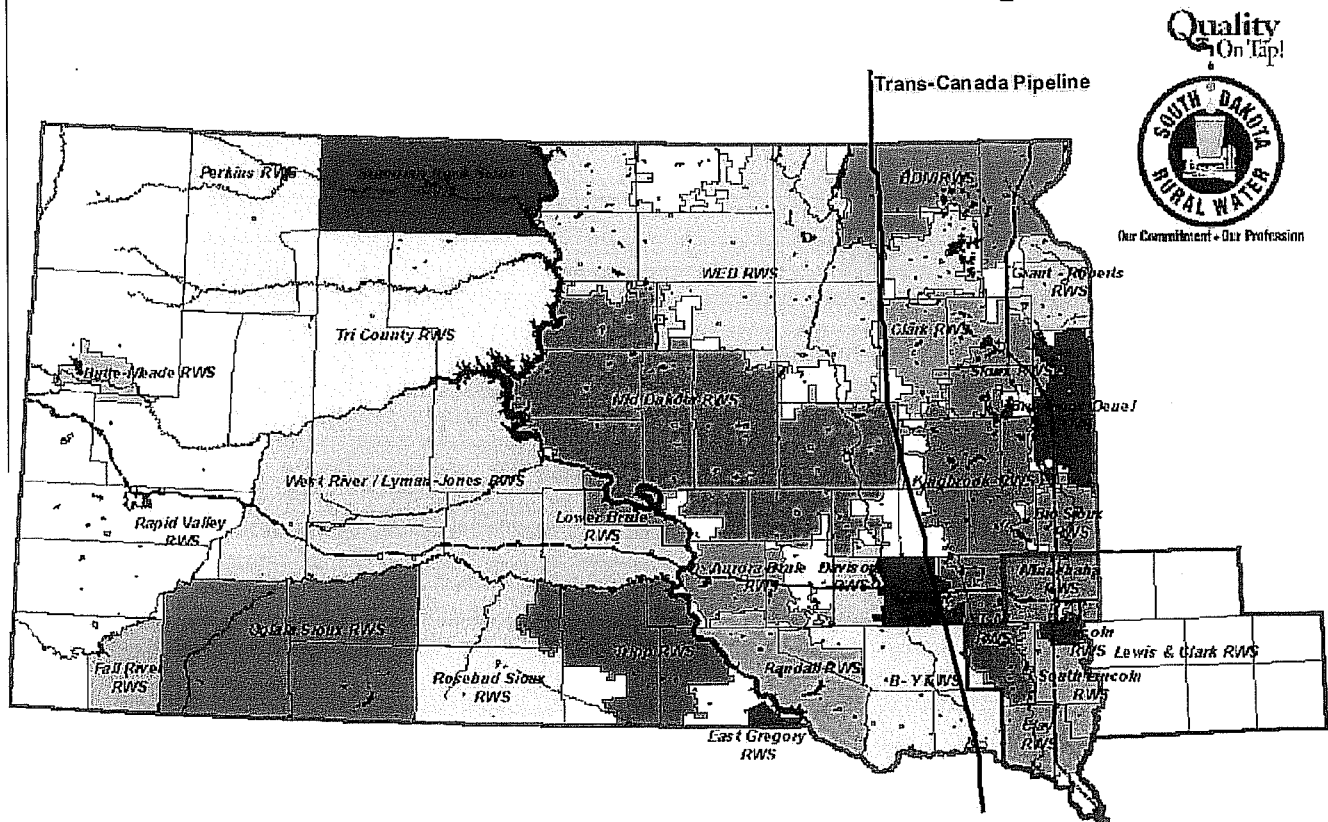 Quality
On Tap!
Trans-Canada Pipeline
SOUTH DAKOTA
RURAL WATER
Our Commitment - Our Profession
Perkins RWS
BDM RWS
WEB RWS
Grant - Roberts
RWS
Tri County RWS
Clark RWS
Sioux RWS
Butte-Meade RWS
Mid Dakota RWS
Deuel
West River / Lyman-Jones RWS
Kingbrook RWS
Rapid Valley
RWS
Lower Brule
RWS
Big Sioux
RWS
Aurora Brule
RWS
Davison
RWS
Minnehaha
RWS
Oglala Sioux RWS
Tripp RWS
Lincoln
RWS
Lewis & Clark RWS
Fall River
RWS
Rosebud Sioux
RWS
Randall RWS
B-Y RWS
South Lincoln
RWS
Clay
RWS
East Gregory
RWS